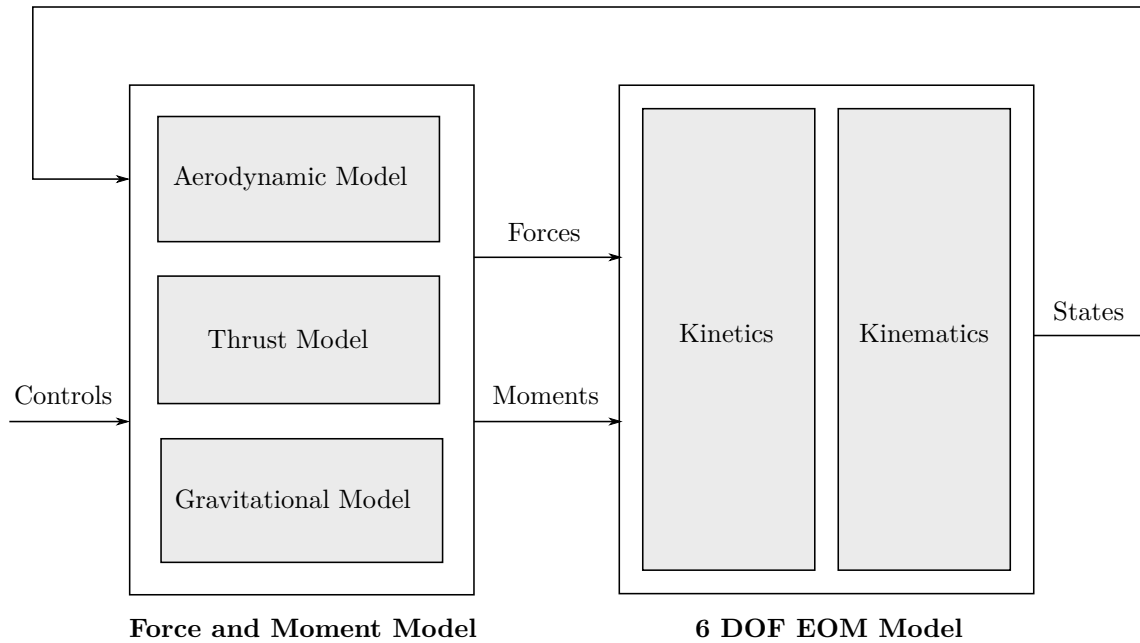 Aerodynamic Model
Forces
States
Thrust Model
Kinetics
Kinematics
Controls
Moments
Gravitational Model
Force and Moment Model
6 DOF EOM Model